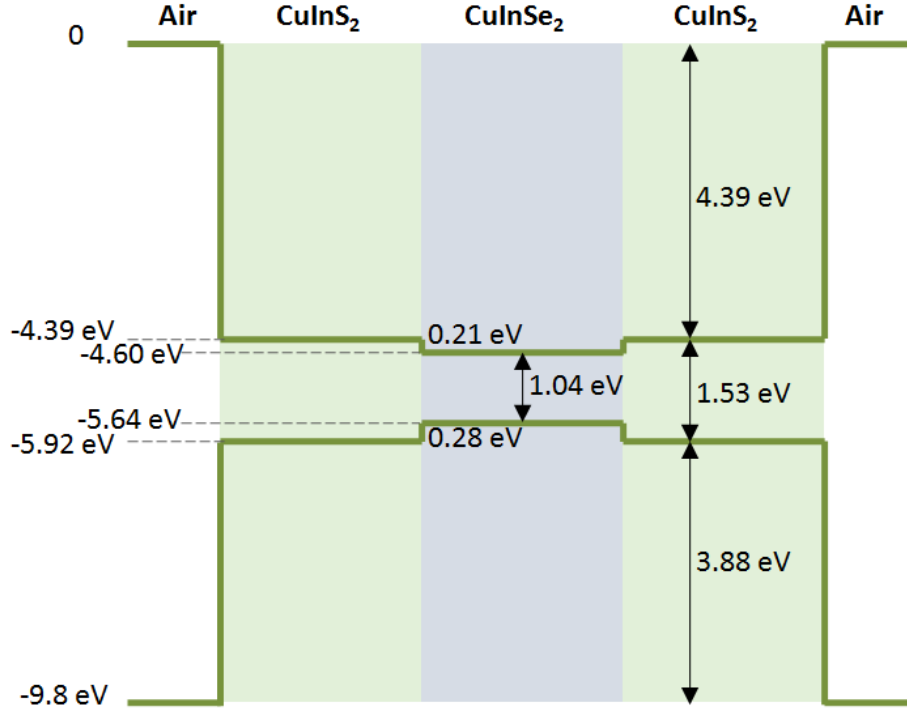 Air CuInS₂ CuInSe₂ CuInS₂ Air
0
4.39 eV
-4.39 eV
0.21 eV
-4.60 eV
1.04 eV
1.53 eV
-5.64 eV
-5.92 eV
0.28 eV
3.88 eV
-9.8 eV